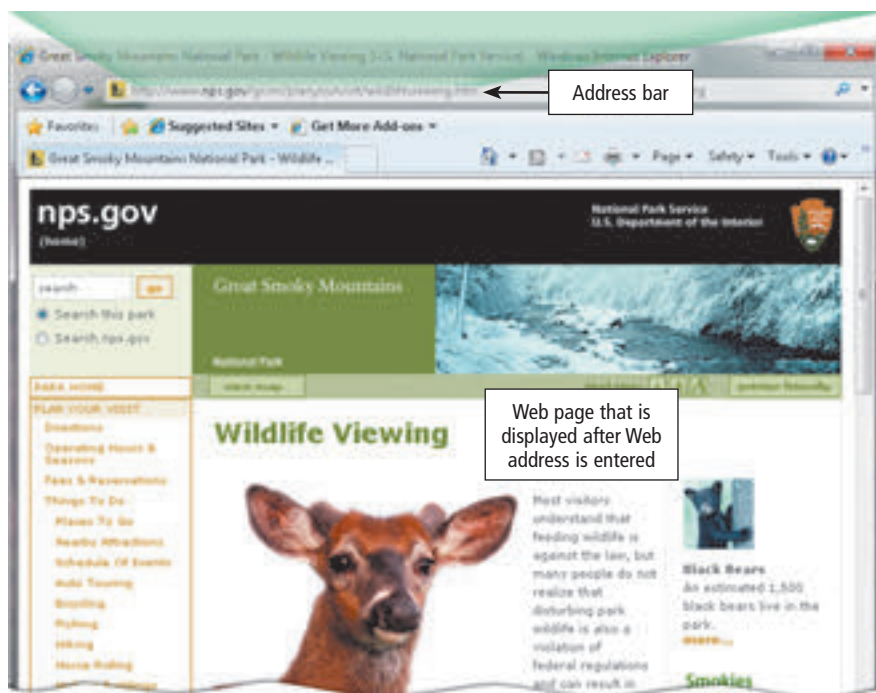 Great Smoky Mountains National Park - Wildlife Viewing (U.S. National Park Service) - Windows Internet Explorer
Address bar
Favorites Suggested Sites Get More Add-ons
Great Smoky Mountains National Park - Wildlife ...
Page Safety Tools
nps.gov
(home)
National Park Service
U.S. Department of the Interior
search go
Search this park
Search nps.gov
Great Smoky Mountains
National Park
view map
printer friendly
PARK HOME
PLAN YOUR VISIT
Directions
Operating Hours &
Seasons
Fees & Reservations
Things To Do
Places To Go
Nearby Attractions
Schedule Of Events
Auto Touring
Bicycling
Fishing
Hiking
Horse Riding
Web page that is
displayed after Web
address is entered
Wildlife Viewing
Most visitors
understand that
feeding wildlife is
against the law, but
many people do not
realize that
disturbing park
wildlife is also a
violation of
federal regulations
and can result in
Black Bears
An estimated 1,500
black bears live in the
park.
more...
Smokies